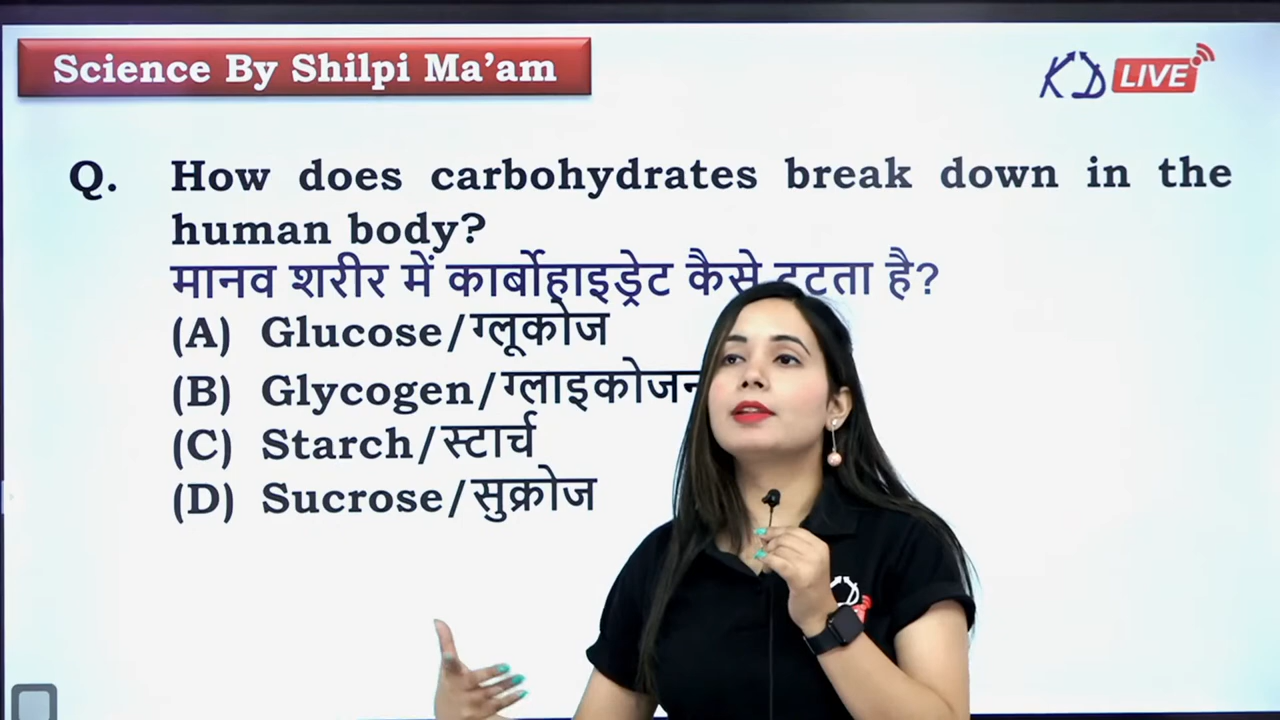 Science By Shilpi Ma'am
KD LIVE
Q. How does carbohydrates break down in the
human body?
मानव शरीर में कार्बोहाइड्रेट कैसे टूटता है?
(A) Glucose/ग्लूकोज
(B) Glycogen/ग्लाइकोजन
(C) Starch/स्टार्च
(D) Sucrose/सुक्रोज